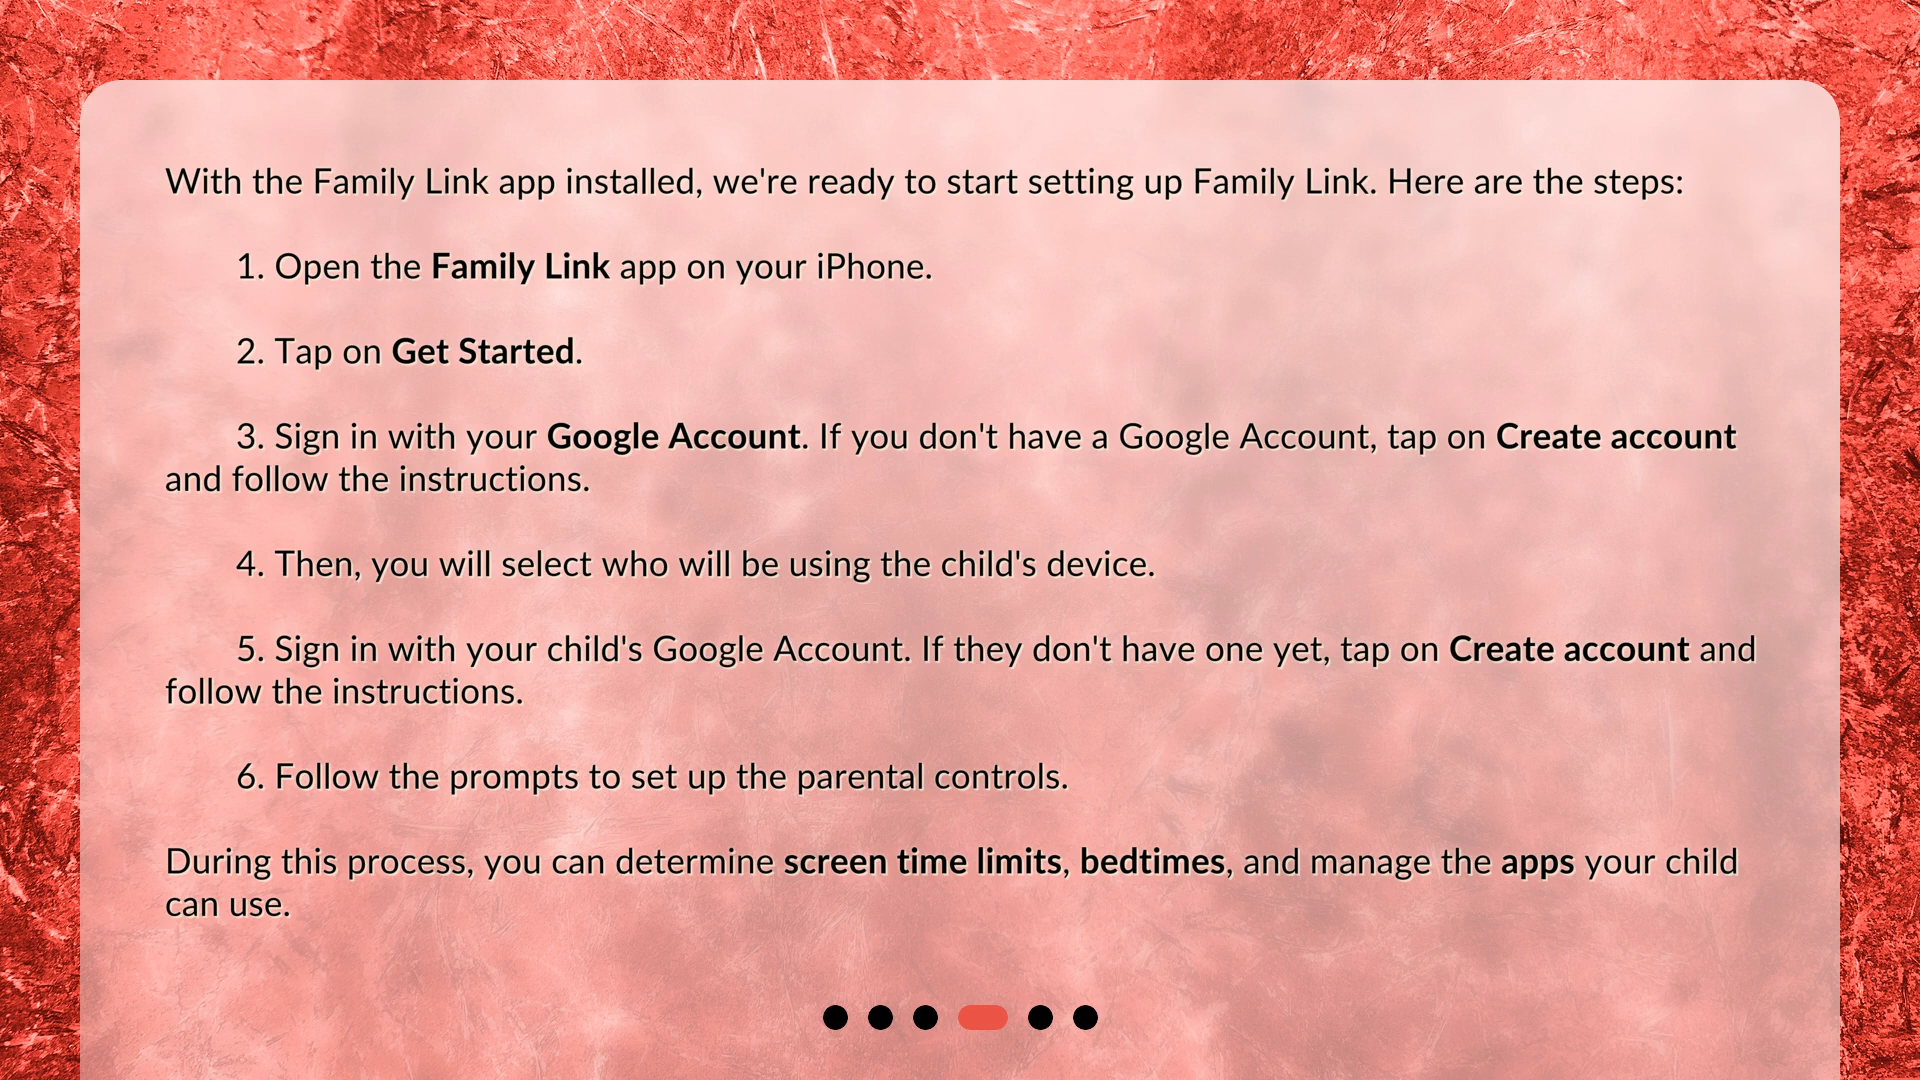 With the Family Link app installed, we're ready to start setting up Family Link. Here are the steps:
1. Open the Family Link app on your iPhone.
2. Tap on Get Started.
3. Sign in with your Google Account. If you don't have a Google Account, tap on Create account
and follow the instructions.
4. Then, you will select who will be using the child's device.
5. Sign in with your child's Google Account. If they don't have one yet, tap on Create account and
follow the instructions.
6. Follow the prompts to set up the parental controls.
During this process, you can determine screen time limits, bedtimes, and manage the apps your child
can use.